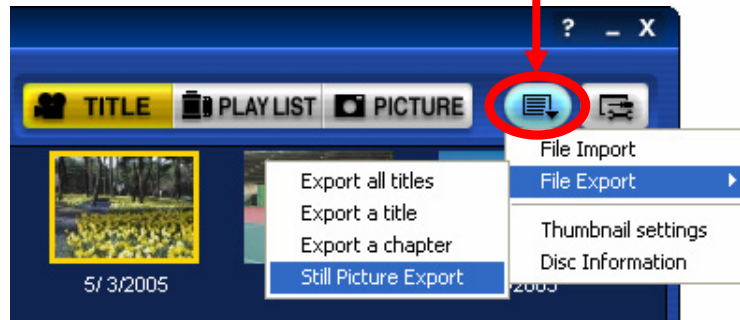 ? _ X
TITLE PLAY LIST PICTURE
File Import
File Export
Thumbnail settings
Disc Information
Export all titles
Export a title
Export a chapter
Still Picture Export
5/ 3/2005